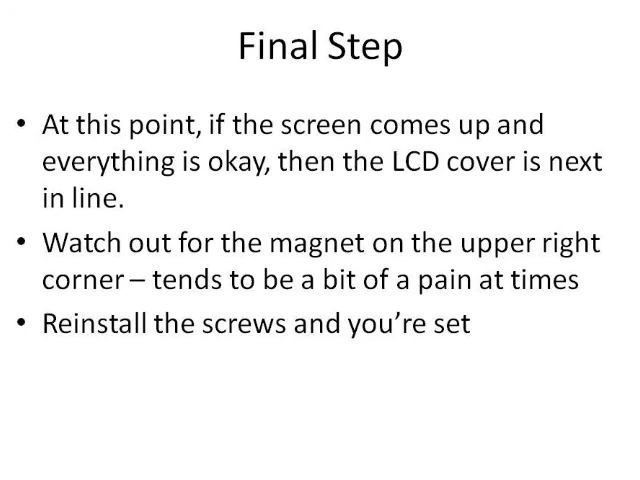 Final Step
• At this point, if the screen comes up and
everything is okay, then the LCD cover is next
in line.
• Watch out for the magnet on the upper right
corner – tends to be a bit of a pain at times
• Reinstall the screws and you’re set